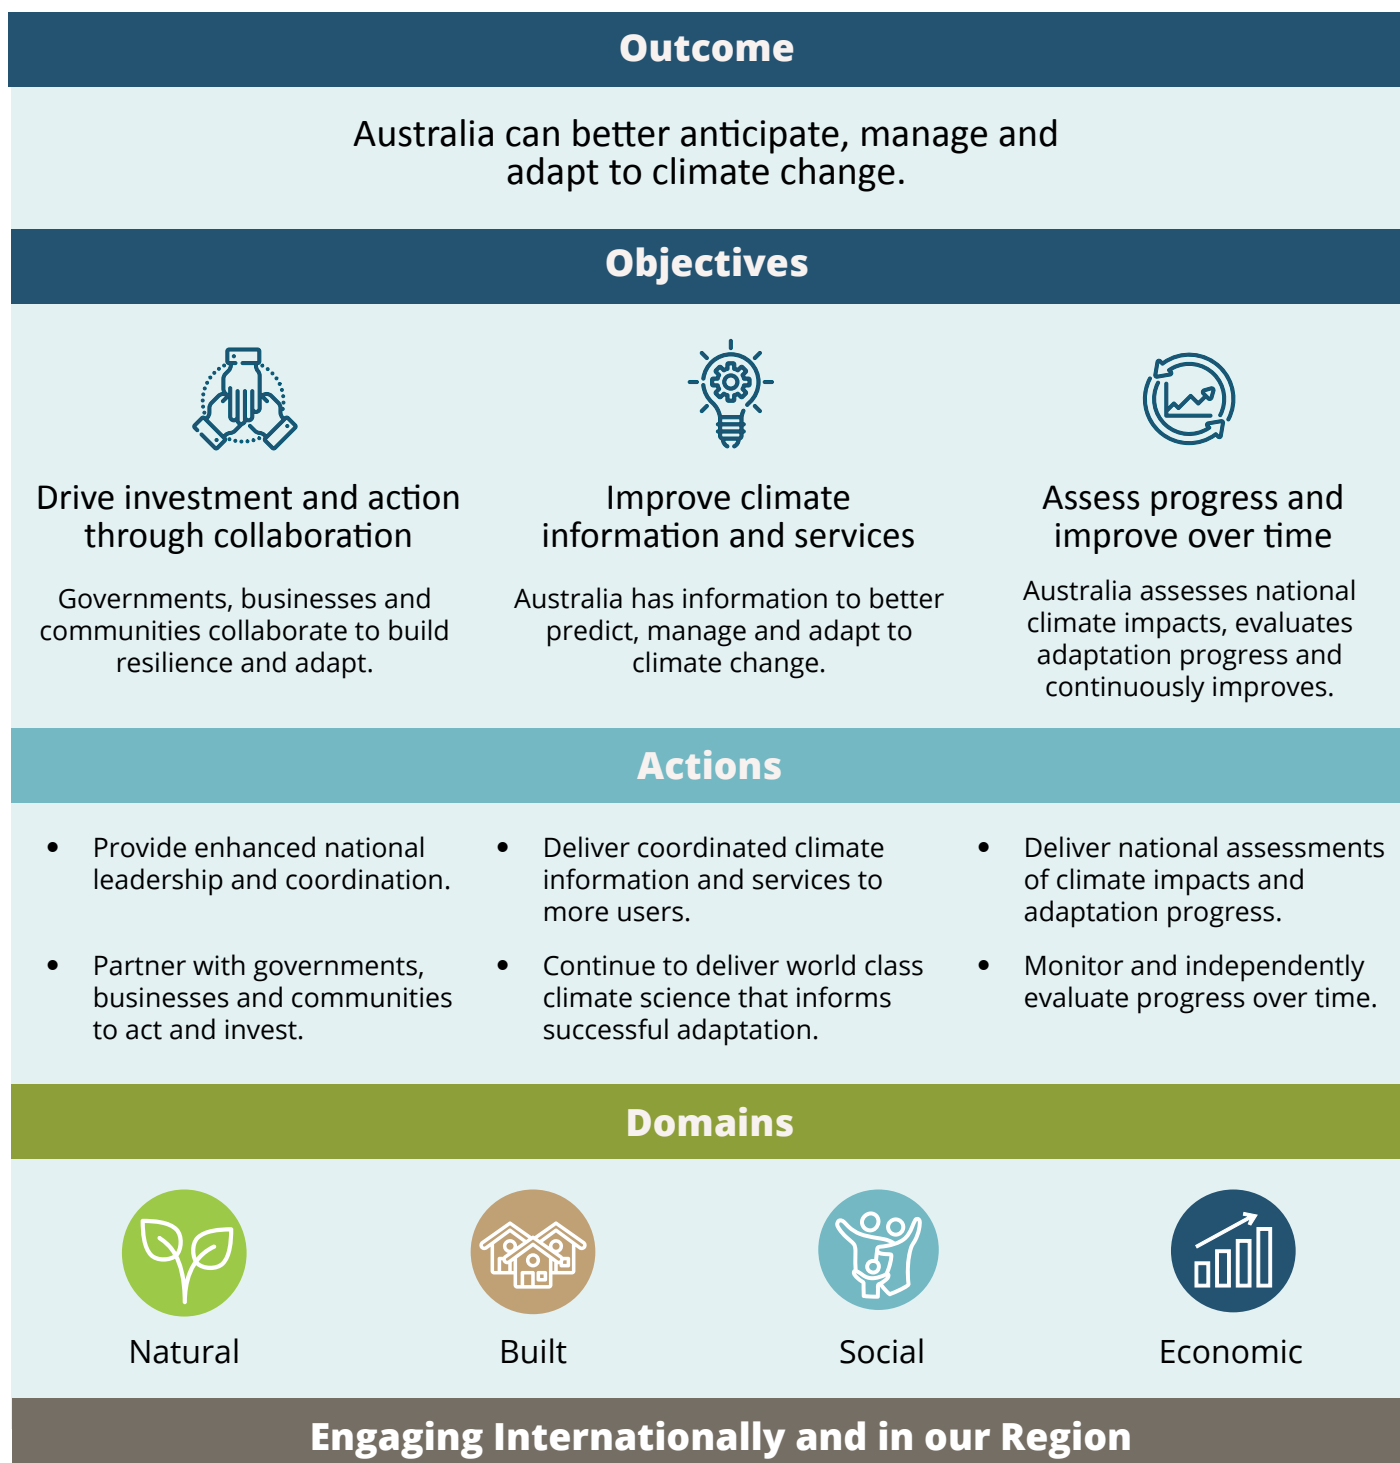 Outcome
Australia can better anticipate, manage and
adapt to climate change.
Objectives
Drive investment and action
through collaboration
Governments, businesses and
communities collaborate to build
resilience and adapt.
Improve climate
information and services
Australia has information to better
predict, manage and adapt to
climate change.
Assess progress and
improve over time
Australia assesses national
climate impacts, evaluates
adaptation progress and
continuously improves.
Actions
• Provide enhanced national
leadership and coordination.
• Partner with governments,
businesses and communities
to act and invest.
• Deliver coordinated climate
information and services to
more users.
• Continue to deliver world class
climate science that informs
successful adaptation.
• Deliver national assessments
of climate impacts and
adaptation progress.
• Monitor and independently
evaluate progress over time.
Domains
Natural
Built
Social
Economic
Engaging Internationally and in our Region